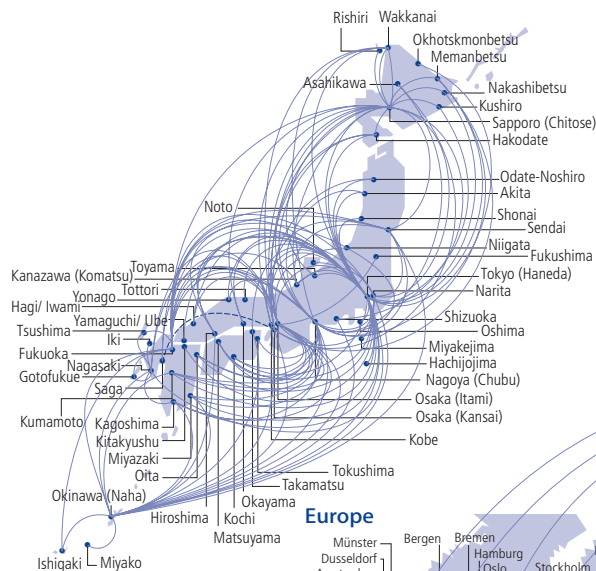 Rishiri
Wakkanai
Okhotskmonbetsu
Memanbetsu
Asahikawa
Nakashibetsu
Kushiro
Sapporo (Chitose)
Hakodate
Odate-Noshiro
Akita
Noto
Shonai
Sendai
Niigata
Fukushima
Toyama
Kanazawa (Komatsu)
Tokyo (Haneda)
Tottori
Narita
Yonago
Hagi/ Iwami
Yamaguchi/ Ube
Shizuoka
Tsushima
Oshima
Iki
Miyakejima
Fukuoka
Hachijojima
Nagasaki
Gotofukue
Nagoya (Chubu)
Saga
Osaka (Itami)
Kumamoto
Kagoshima
Osaka (Kansai)
Kitakyushu
Kobe
Miyazaki
Oita
Tokushima
Takamatsu
Okinawa (Naha)
Okayama
Hiroshima
Kochi
Matsuyama
Europe
Ishigaki
Miyako
Münster
Bergen
Bremen
Dusseldorf
Hamburg
Oslo
Stockholm